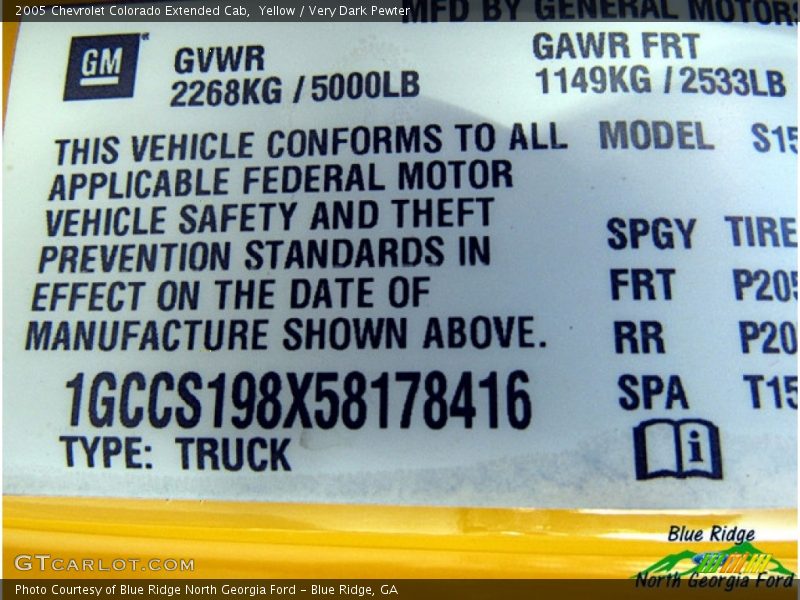 2005 Chevrolet Colorado Extended Cab,  Yellow / Very Dark Pewter
MFD BY GENERAL MOTORS
GM
GVWR
2268KG / 5000LB
GAWR FRT
1149KG / 2533LB
THIS VEHICLE CONFORMS TO ALL
APPLICABLE FEDERAL MOTOR
VEHICLE SAFETY AND THEFT
PREVENTION STANDARDS IN
EFFECT ON THE DATE OF
MANUFACTURE SHOWN ABOVE.
1GCCS198X58178416
TYPE: TRUCK
MODEL S15
SPGY TIRE
FRT P205
RR P20
SPA T15
i
GTCARLOT.COM
Blue Ridge
North Georgia Ford
Photo Courtesy of Blue Ridge North Georgia Ford - Blue Ridge, GA